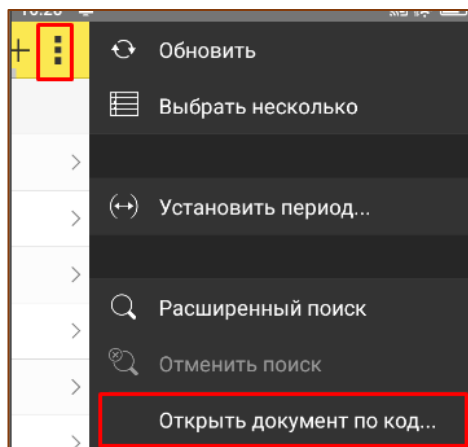 Обновить
Выбрать несколько
Установить период...
Расширенный поиск
Отменить поиск
Открыть документ по код...